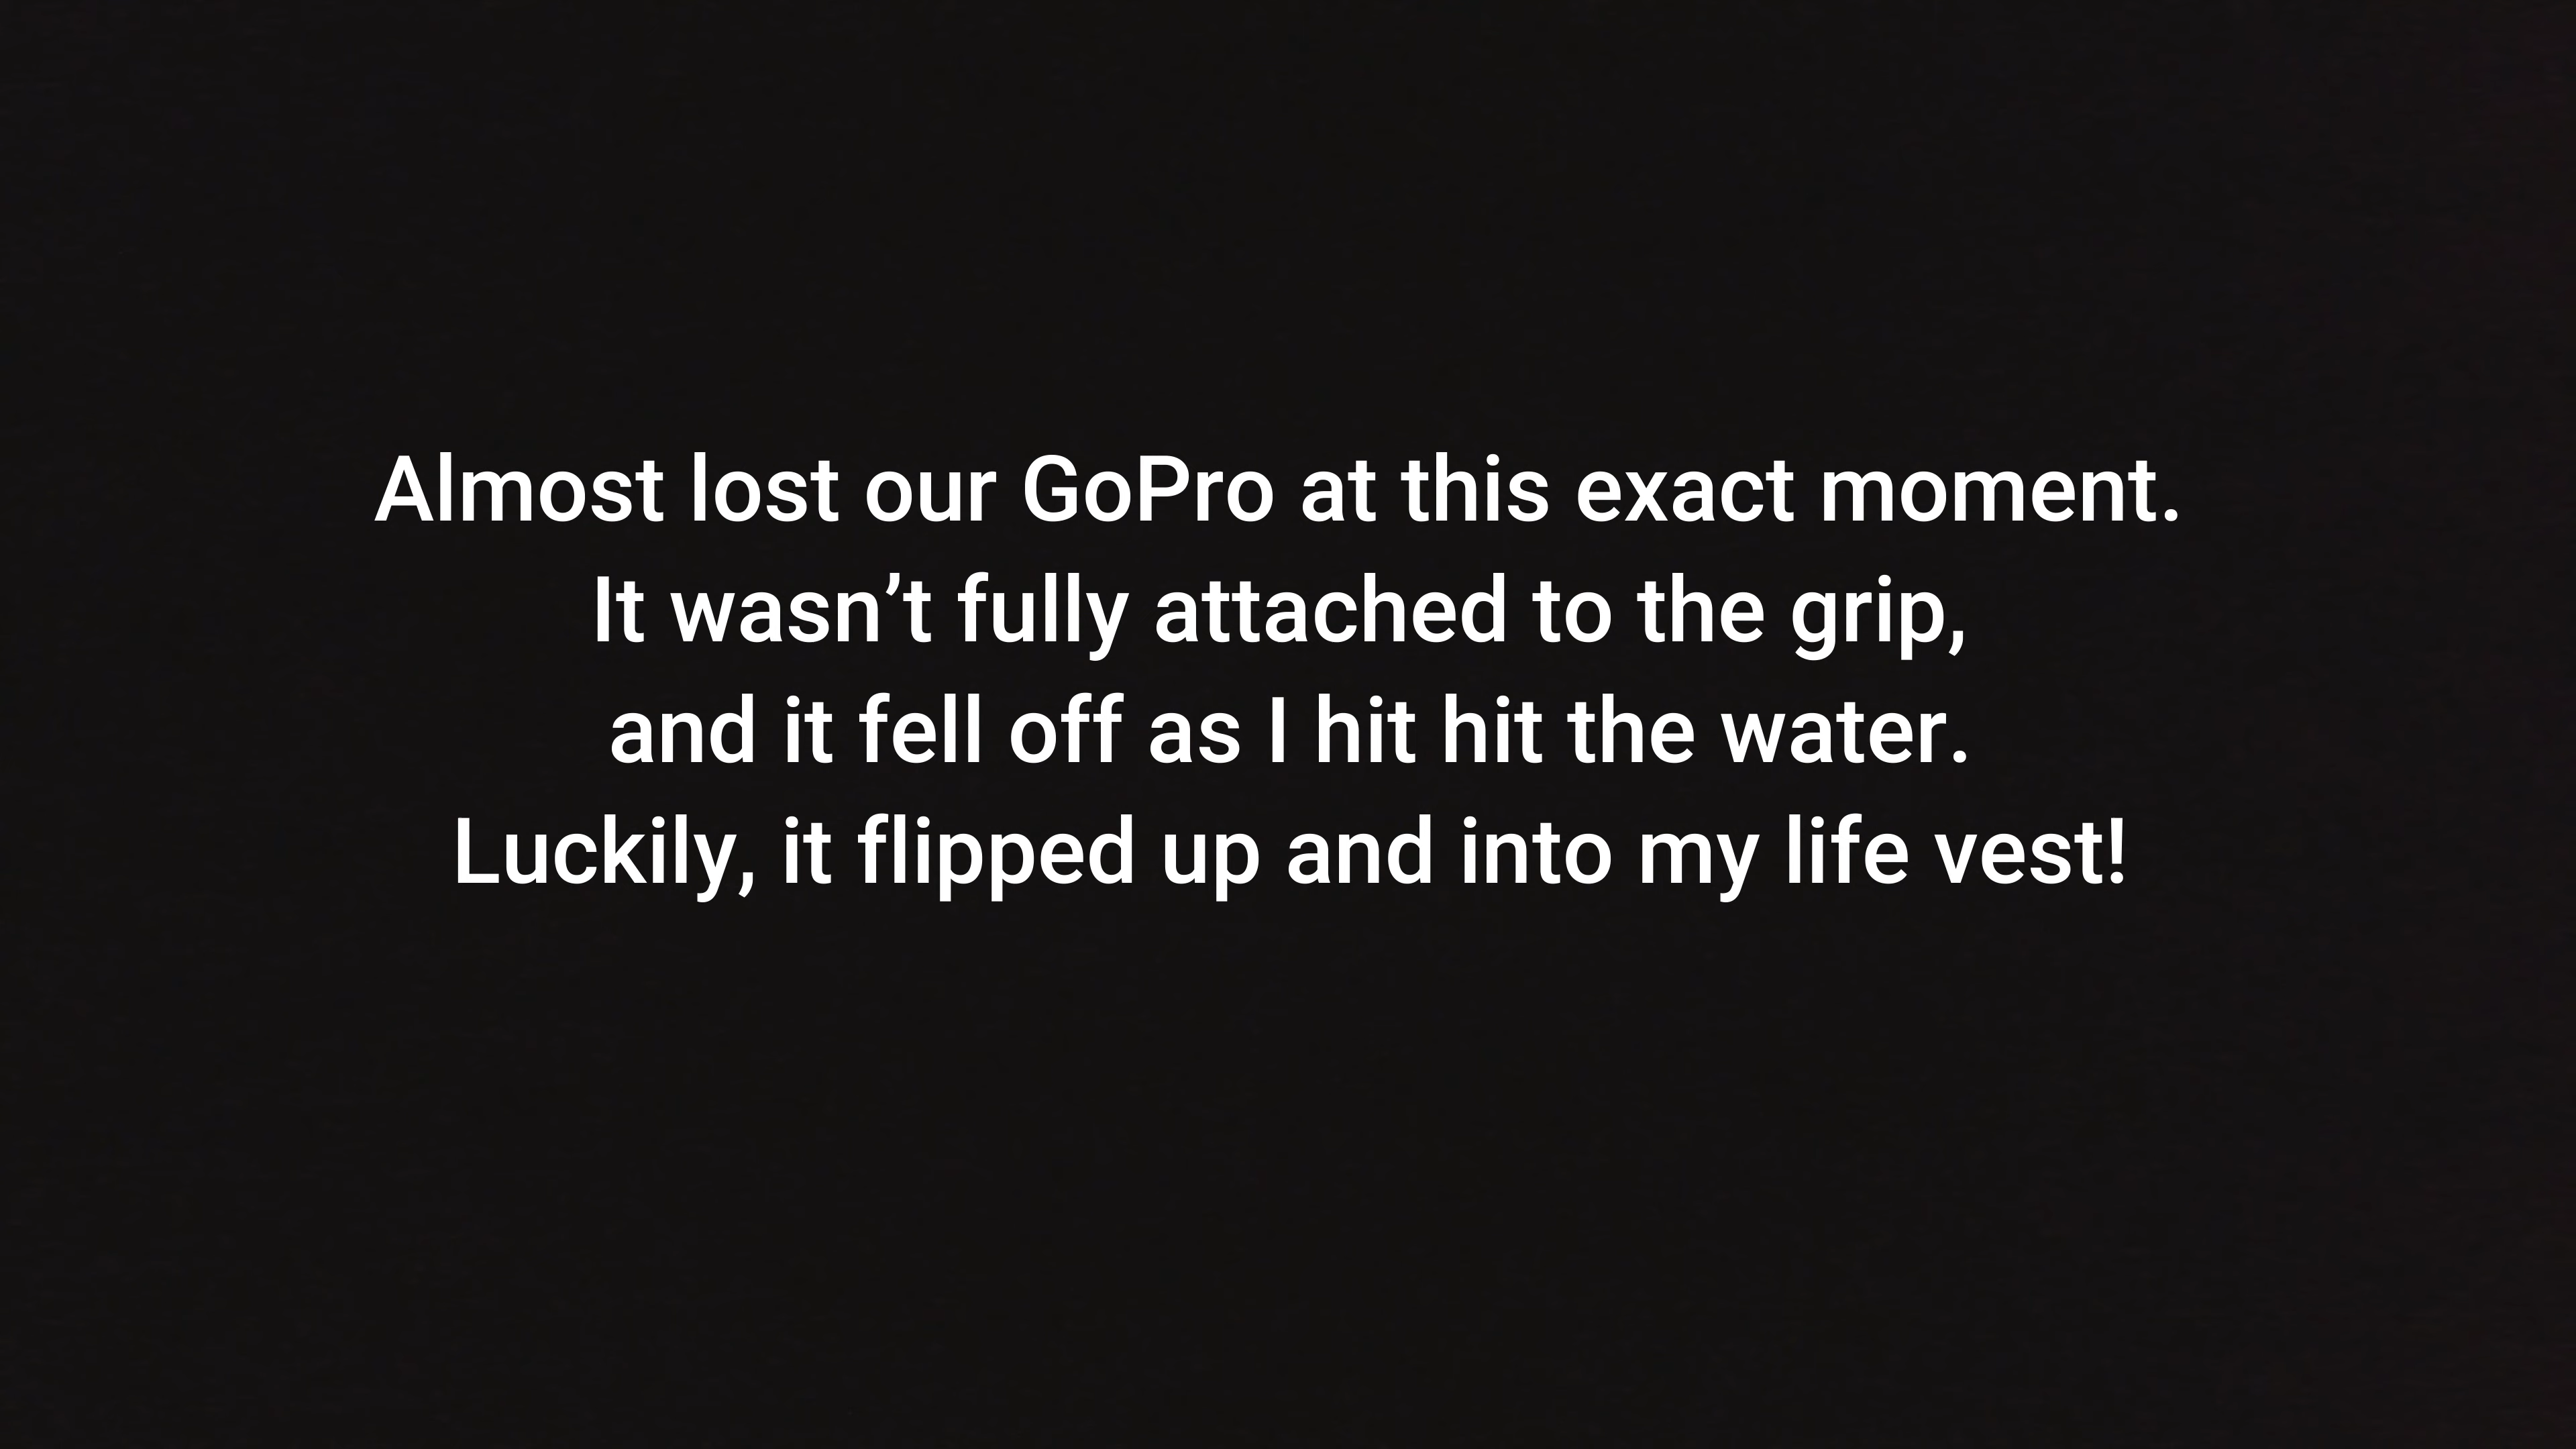 Almost lost our GoPro at this exact moment.
It wasn’t fully attached to the grip,
and it fell off as I hit hit the water.
Luckily, it flipped up and into my life vest!